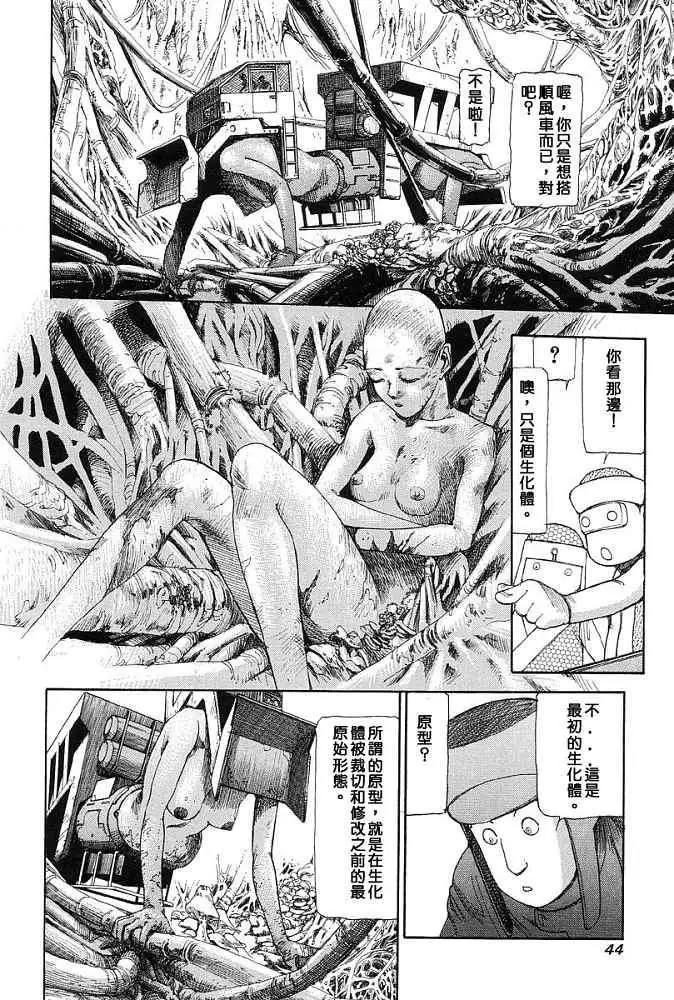 喔，你只是想搭
順風車而已，對
吧？
不是啦！
你看那邊！
？
噢，只是個生化體。
不...這是
最初的生化體。
原型？
所謂的原型，就是在生化
體被裁切和修改之前的最
原始形態。
44